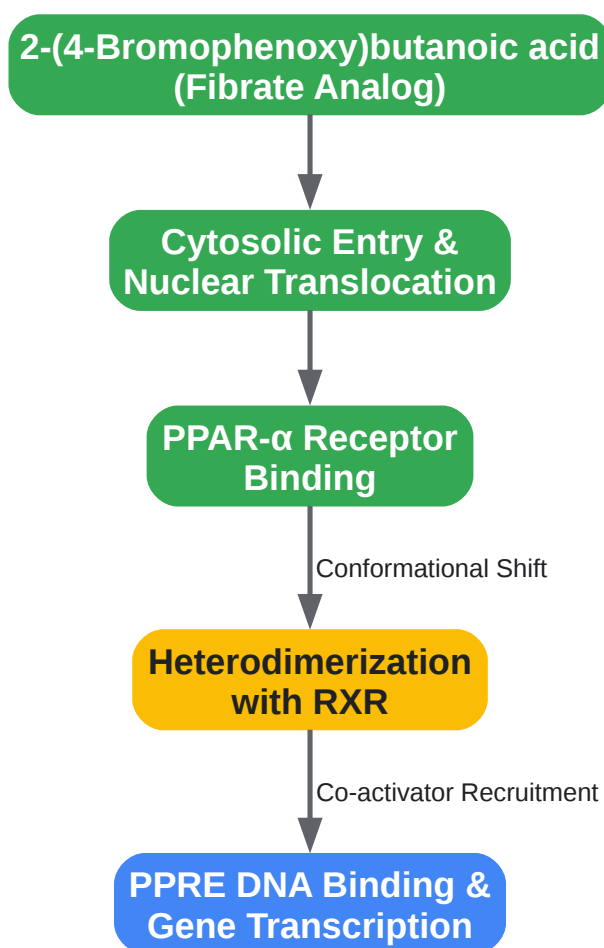 2-(4-Bromophenoxy)butanoic acid
(Fibrate Analog)
Cytosolic Entry &
Nuclear Translocation
PPAR-α Receptor
Binding
Conformational Shift
Heterodimerization
with RXR
Co-activator Recruitment
PPRE DNA Binding &
Gene Transcription